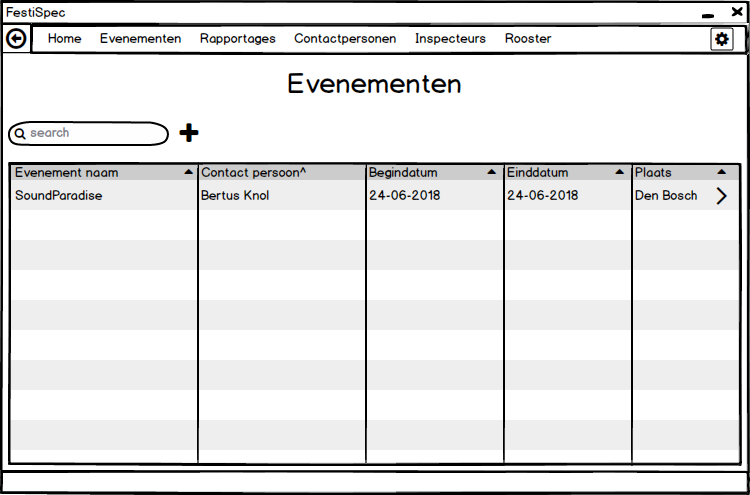 FestiSpec
Home Evenementen Rapportages Contactpersonen Inspecteurs Rooster
Evenementen
search
Evenement naam Contact persoon^ Begindatum Einddatum Plaats
SoundParadise Bertus Knol 24-06-2018 24-06-2018 Den Bosch